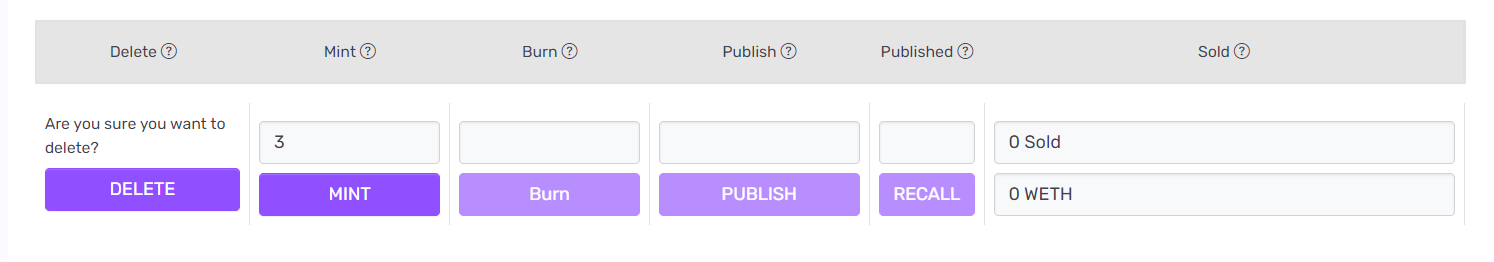 Delete ?
Mint ?
Burn ?
Publish ?
Published ?
Sold ?
Are you sure you want to
delete?
DELETE
3
MINT
Burn
PUBLISH
RECALL
0 Sold
0 WETH